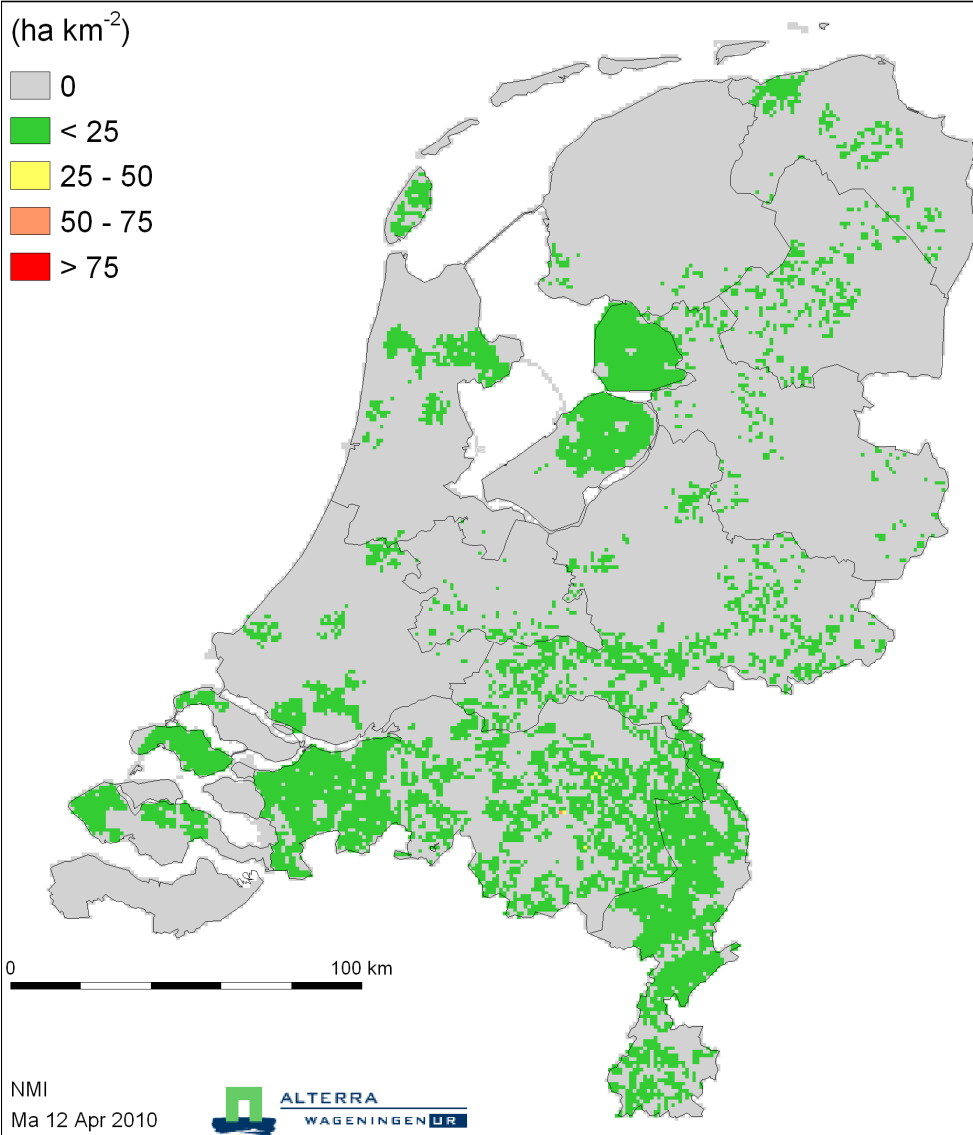 (ha km-2)
0
< 25
25 - 50
50 - 75
> 75
0 100 km
NMI
Ma 12 Apr 2010
ALTERRA
WAGENINGEN UR